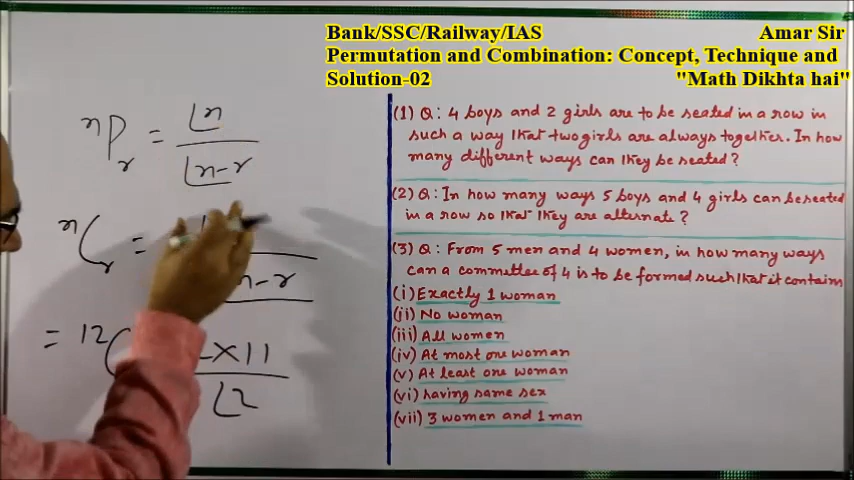 Bank/SSC/Railway/IAS Amar Sir
Permutation and Combination: Concept, Technique and
Solution-02 "Math Dikhta hai"
nPr = ⌊n
⌊n-r
nCr =
n-r
= 12C 2×11
⌊2
(1) Q: 4 boys and 2 girls are to be seated in a row in
such a way that two girls are always together. In how
many different ways can they be seated?
(2) Q: In how many ways 5 boys and 4 girls can be seated
in a row so that they are alternate?
(3) Q: From 5 men and 4 women, in how many ways
can a committee of 4 is to be formed such that it contains
(i) Exactly 1 woman
(ii) No woman
(iii) All women
(iv) At most one woman
(v) At least one woman
(vi) having same sex
(vii) 3 women and 1 man